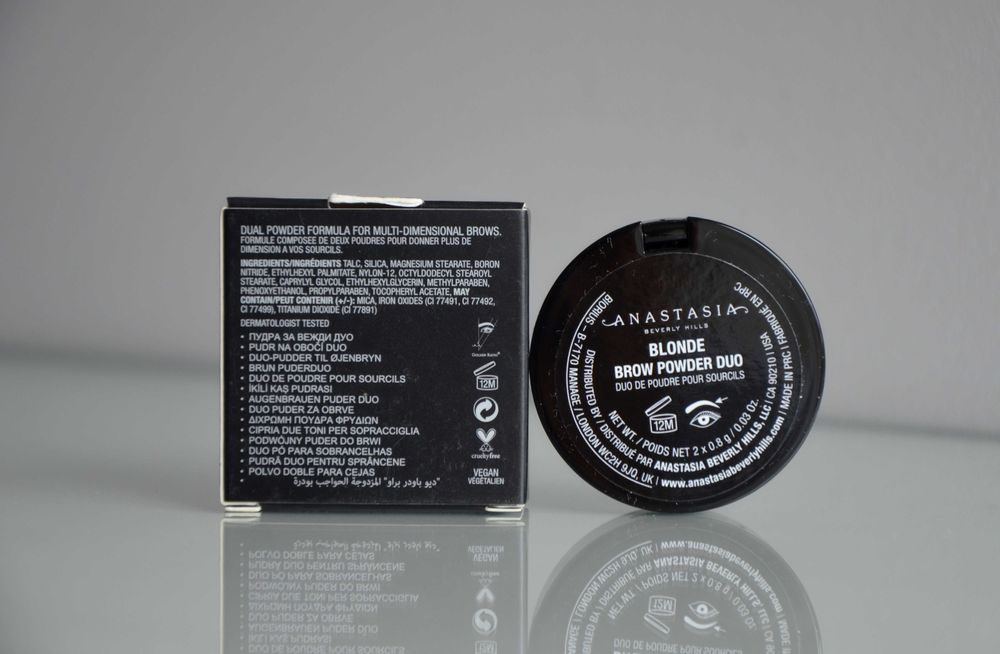 DUAL POWDER FORMULA FOR MULTI-DIMENSIONAL BROWS.
FORMULE COMPOSEE DE DEUX POUDRES POUR DONNER PLUS DE
DIMENSION A VOS SOURCILS.
INGREDIENTS/INGRÉDIENTS TALC, SILICA, MAGNESIUM STEARATE, BORON
NITRIDE, ETHYLHEXYL PALMITATE, NYLON-12, OCTYLDODECYL STEAROYL
STEARATE, CAPRYLYL GLYCOL, ETHYLHEXYLGLYCERIN, METHYLPARABEN,
PHENOXYETHANOL, PROPYLPARABEN, TOCOPHERYL ACETATE, MAY
CONTAIN/PEUT CONTENIR (+/-): MICA, IRON OXIDES (CI 77491, CI 77492,
CI 77499), TITANIUM DIOXIDE (CI 77891)
DERMATOLOGIST TESTED
• ПУДРА ЗА ВЕЖДИ ДУО
• PUDR NA OBOČÍ DUO
• DUO-PUDDER TIL ØJENBRYN
• BRUN PUDERDUO
• DUO DE POUDRE POUR SOURCILS
• İKİLİ KAŞ PUDRASI
• AUGENBRAUEN PUDER DUO
• DUO PUDER ZA OBRVE
• ΔΙΧΡΩΜΗ ΠΟΥΔΡΑ ΦΡΥΔΙΩΝ
• CIPRIA DUE TONI PER SOPRACCIGLIA
• PODWÓJNY PUDER DO BRWI
• DUO PÓ PARA SOBRANCELHAS
• PUDRĂ DUO PENTRU SPRÂNCENE
• POLVO DOBLE PARA CEJAS
• "ديو باودر براو" المزدوجة الحواجب بودرة
12M
crueltyfree
VEGAN
VÉGÉTALIEN
ANASTASIA
BEVERLY HILLS
BLONDE
BROW POWDER DUO
DUO DE POUDRE POUR SOURCILS
12M
NET WT. / POIDS NET 2 x 0.8 g / 0.03 Oz.
DISTRIBUTED BY / DISTRIBUÉ PAR ANASTASIA BEVERLY HILLS, LLC | CA 90210 | USA
BIORIUS – B-7170 MANAGE / LONDON WC2H 9JQ, UK | www.anastasiabeverlyhills.com | MADE IN PRC | FABRIQUÉ EN RPC